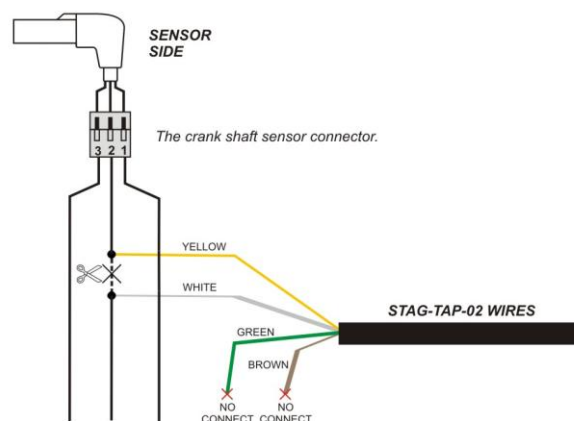 SENSOR
SIDE
The crank shaft sensor connector.
3 2 1
YELLOW
WHITE
STAG-TAP-02 WIRES
GREEN
BROWN
NO NO
CONNECT CONNECT